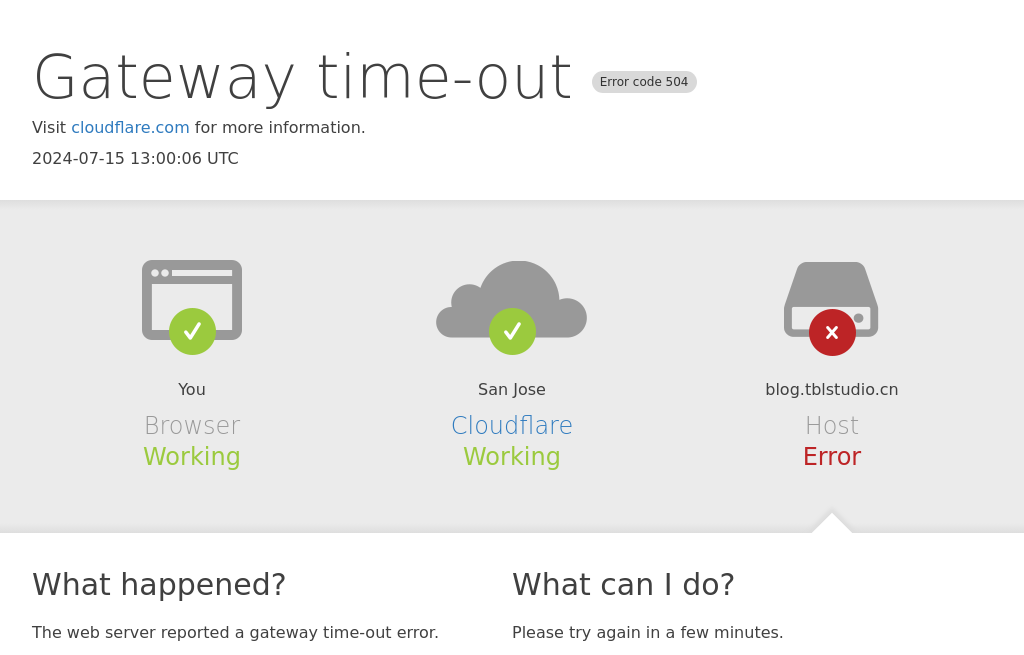 Gateway time-out Error code 504
Visit cloudflare.com for more information.
2024-07-15 13:00:06 UTC
You
Browser
Working
San Jose
Cloudflare
Working
blog.tblstudio.cn
Host
Error
What happened?
The web server reported a gateway time-out error.
What can I do?
Please try again in a few minutes.